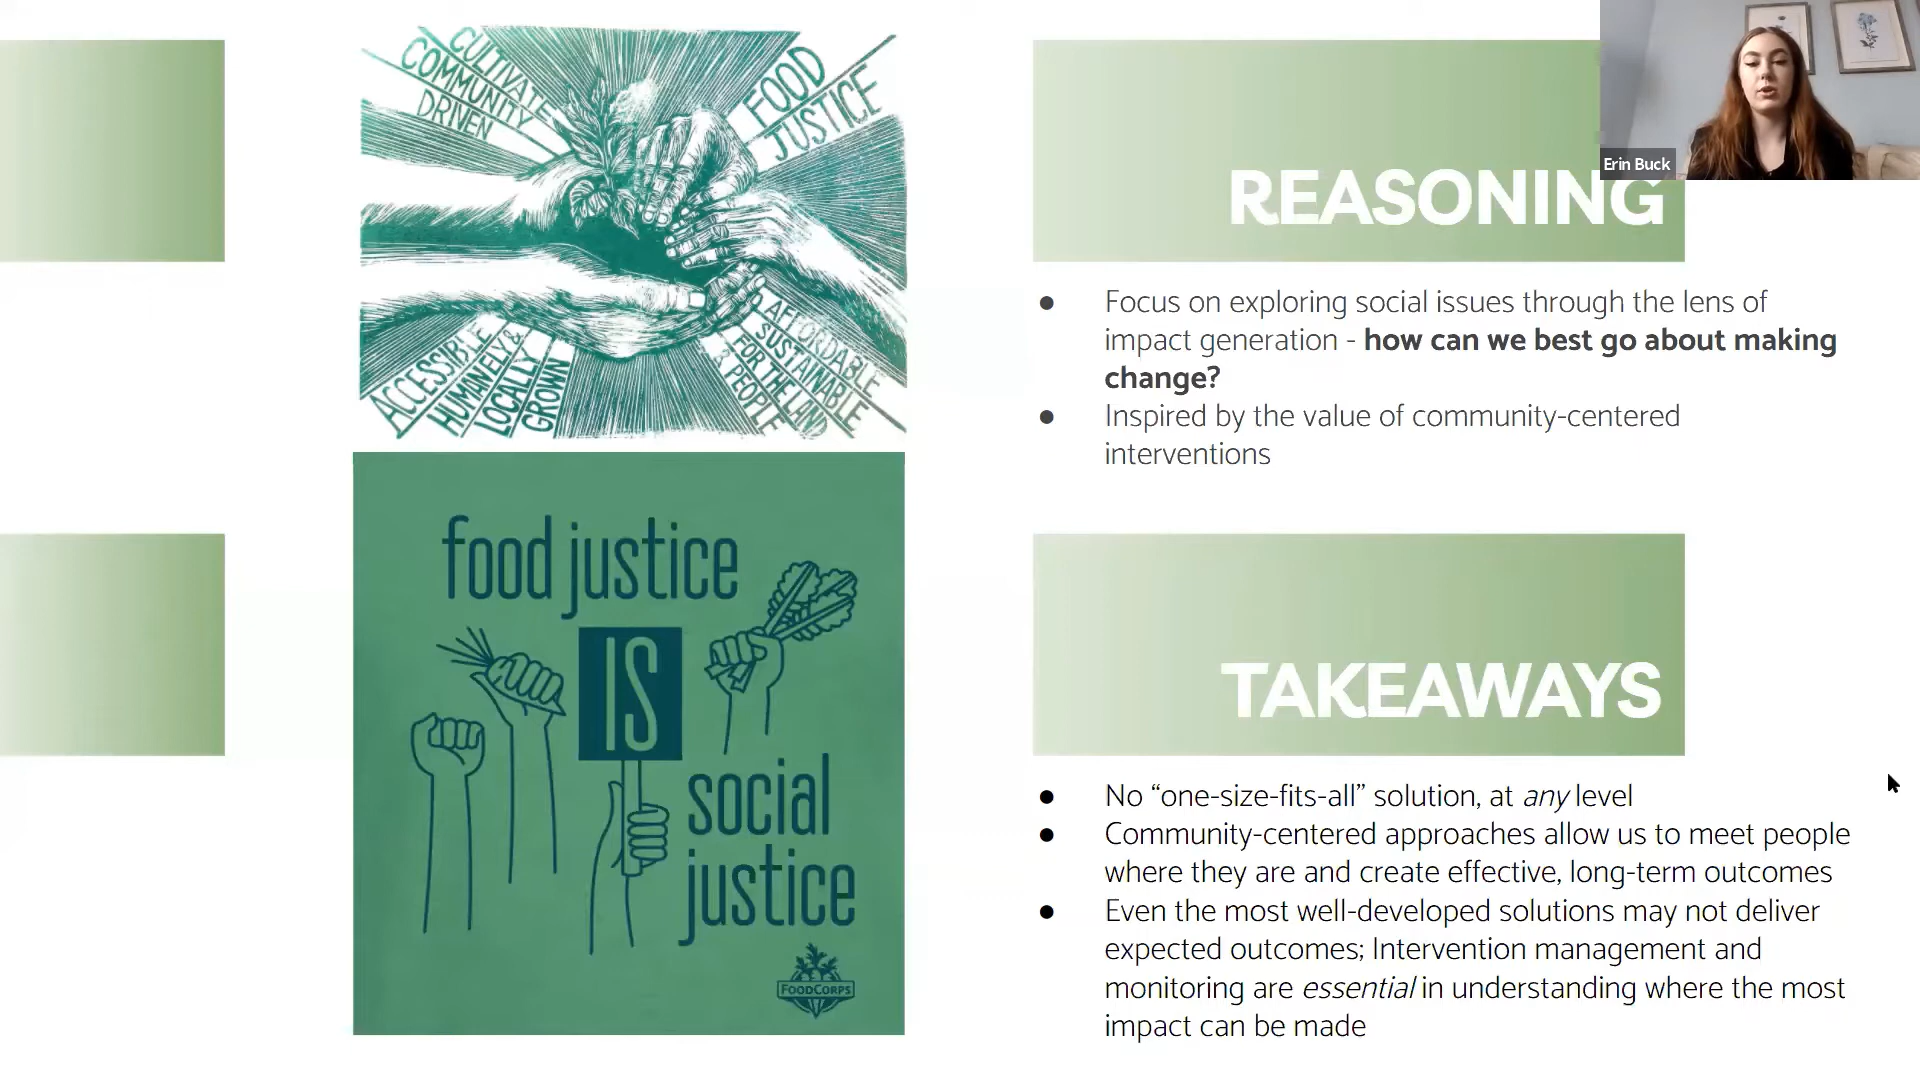 CULTIVATE
COMMUNITY
DRIVEN
FOOD
JUSTICE
ACCESSIBLE
HUMANELY &
LOCALLY
GROWN
AFFORDABLE
SUSTAINABLE
FOR THE LAND
& PEOPLE
food justice
IS
social
justice
FOODCORPS
Erin Buck
REASONING
● Focus on exploring social issues through the lens of
impact generation - how can we best go about making
change?
● Inspired by the value of community-centered
interventions
TAKEAWAYS
● No “one-size-fits-all” solution, at any level
● Community-centered approaches allow us to meet people
where they are and create effective, long-term outcomes
● Even the most well-developed solutions may not deliver
expected outcomes; Intervention management and
monitoring are essential in understanding where the most
impact can be made